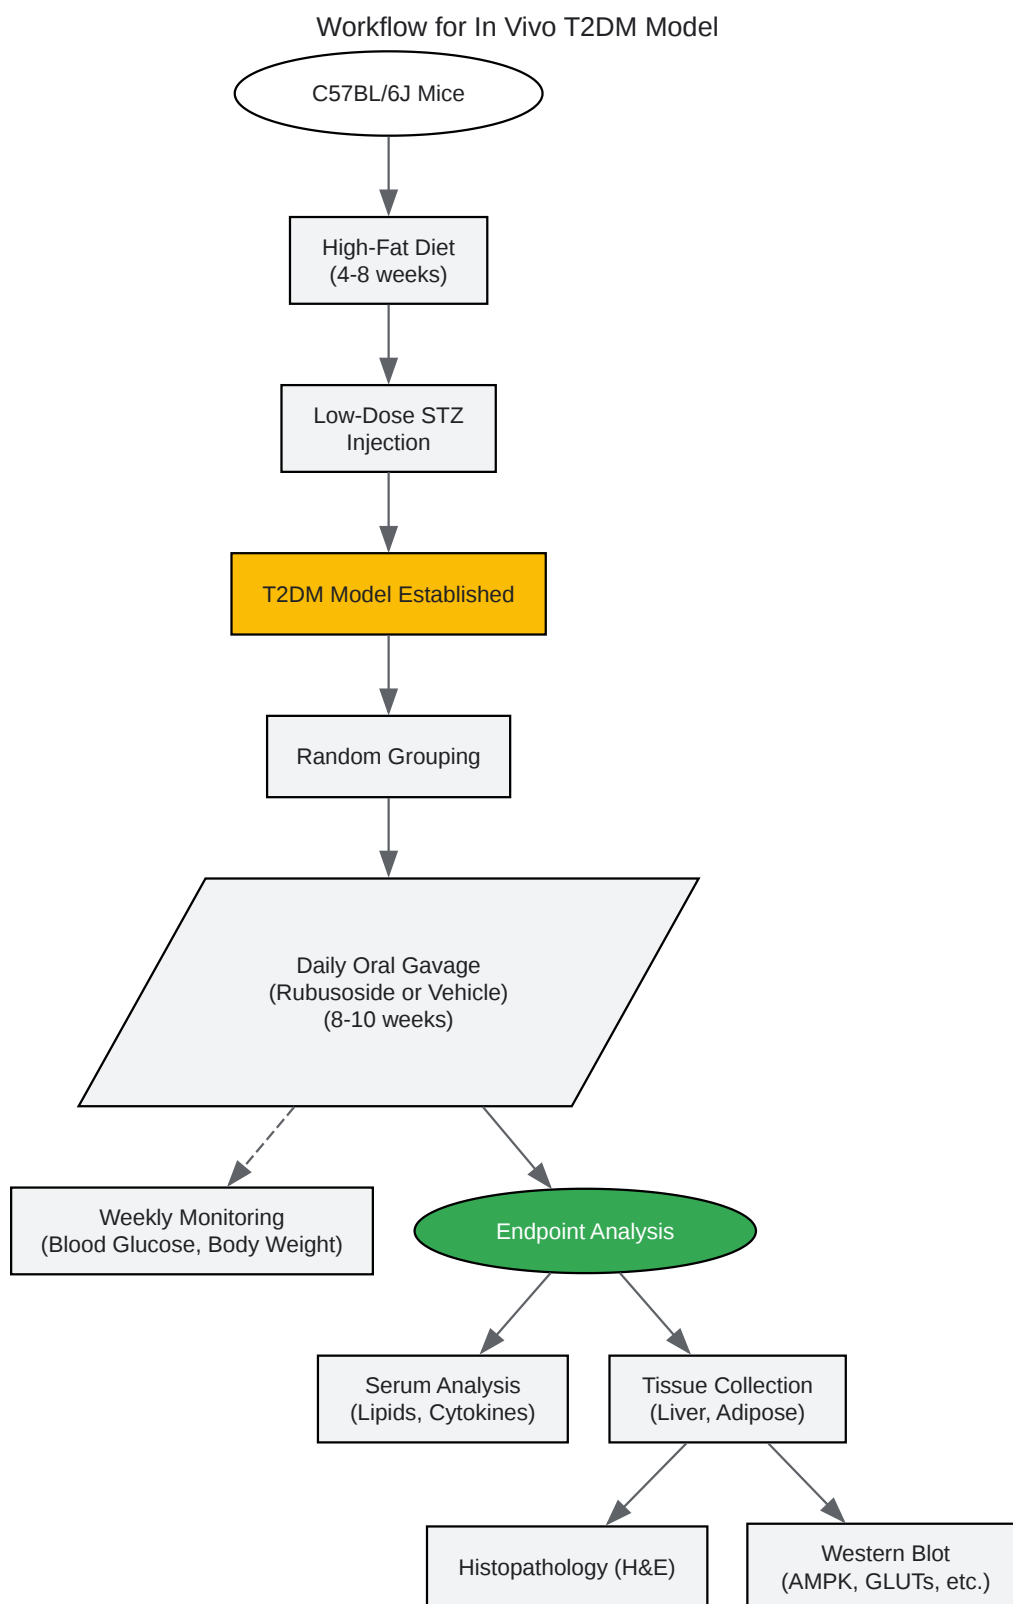 Workflow for In Vivo T2DM Model
C57BL/6J Mice
High-Fat Diet
(4-8 weeks)
Low-Dose STZ
Injection
T2DM Model Established
Random Grouping
Daily Oral Gavage
(Rubusoside or Vehicle)
(8-10 weeks)
Weekly Monitoring
(Blood Glucose, Body Weight)
Endpoint Analysis
Serum Analysis
(Lipids, Cytokines)
Tissue Collection
(Liver, Adipose)
Histopathology (H&E)
Western Blot
(AMPK, GLUTs, etc.)